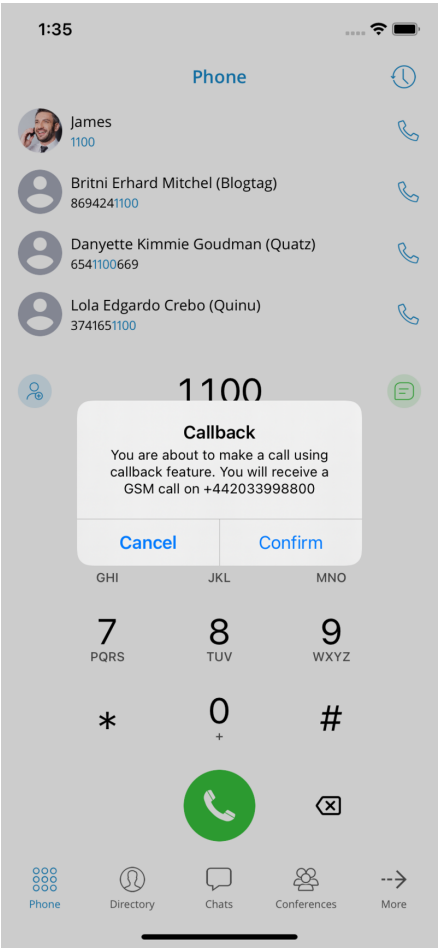 1:35
Phone
James
1100
Britni Erhard Mitchel (Blogtag)
8694241100
Danyette Kimmie Goudman (Quatz)
6541100669
Lola Edgardo Crebo (Quinu)
3741651100
1100
Callback
You are about to make a call using
callback feature. You will receive a
GSM call on +442033998800
Cancel Confirm
GHI JKL MNO
7 8 9
PQRS TUV WXYZ
* 0 #
+
Phone Directory Chats Conferences More